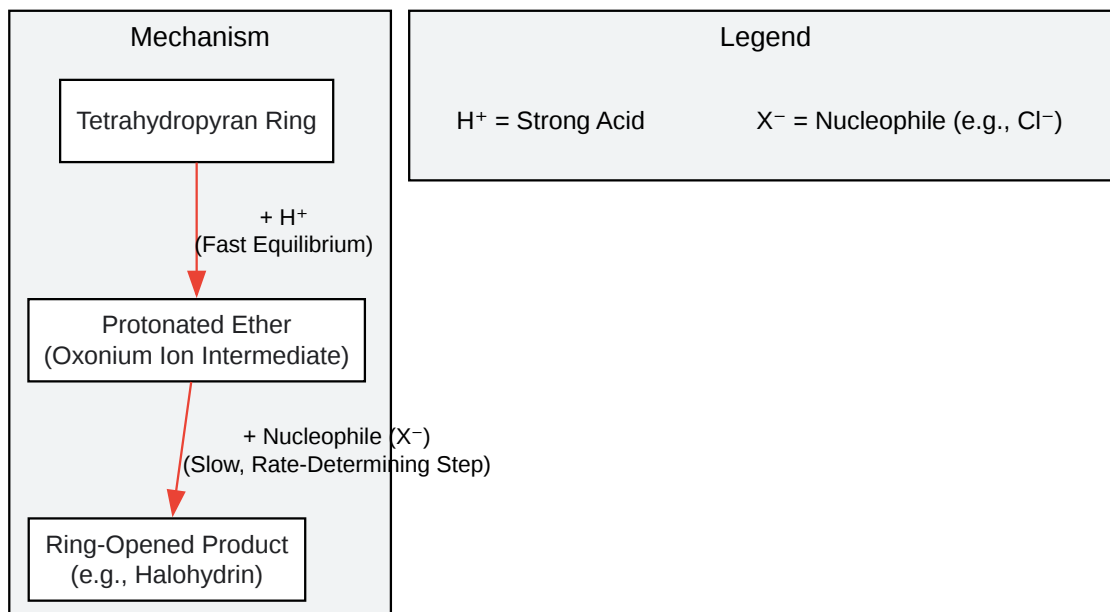 Mechanism
Tetrahydropyran Ring
+ H⁺
(Fast Equilibrium)
Protonated Ether
(Oxonium Ion Intermediate)
+ Nucleophile (X⁻)
(Slow, Rate-Determining Step)
Ring-Opened Product
(e.g., Halohydrin)
Legend
H⁺ = Strong Acid
X⁻ = Nucleophile (e.g., Cl⁻)